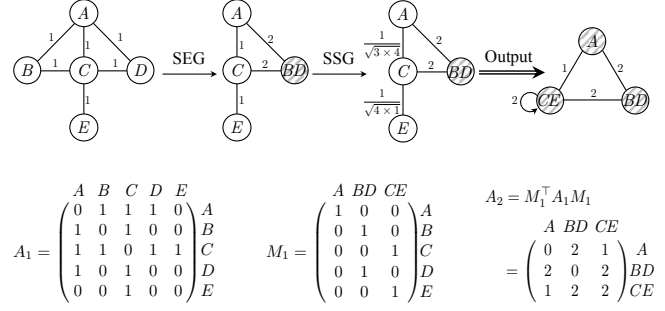 A
1 1 1
B 1 C 1 D
1
E
SEG
A
1 2
C 2 BD
1
E
SSG
A
1/√(3 × 4) 2
C 2 BD
1/√(4 × 1)
E
Output
A
1 2
2 CE 2 BD
A B C D E
0 1 1 1 0 A
1 0 1 0 0 B
A₁ = 1 1 0 1 1 C
1 0 1 0 0 D
0 0 1 0 0 E
A BD CE
1 0 0 A
0 1 0 B
M₁ = 0 0 1 C
0 1 0 D
0 0 1 E
A₂ = M₁⊤A₁M₁
A BD CE
0 2 1 A
= 2 0 2 BD
1 2 2 CE